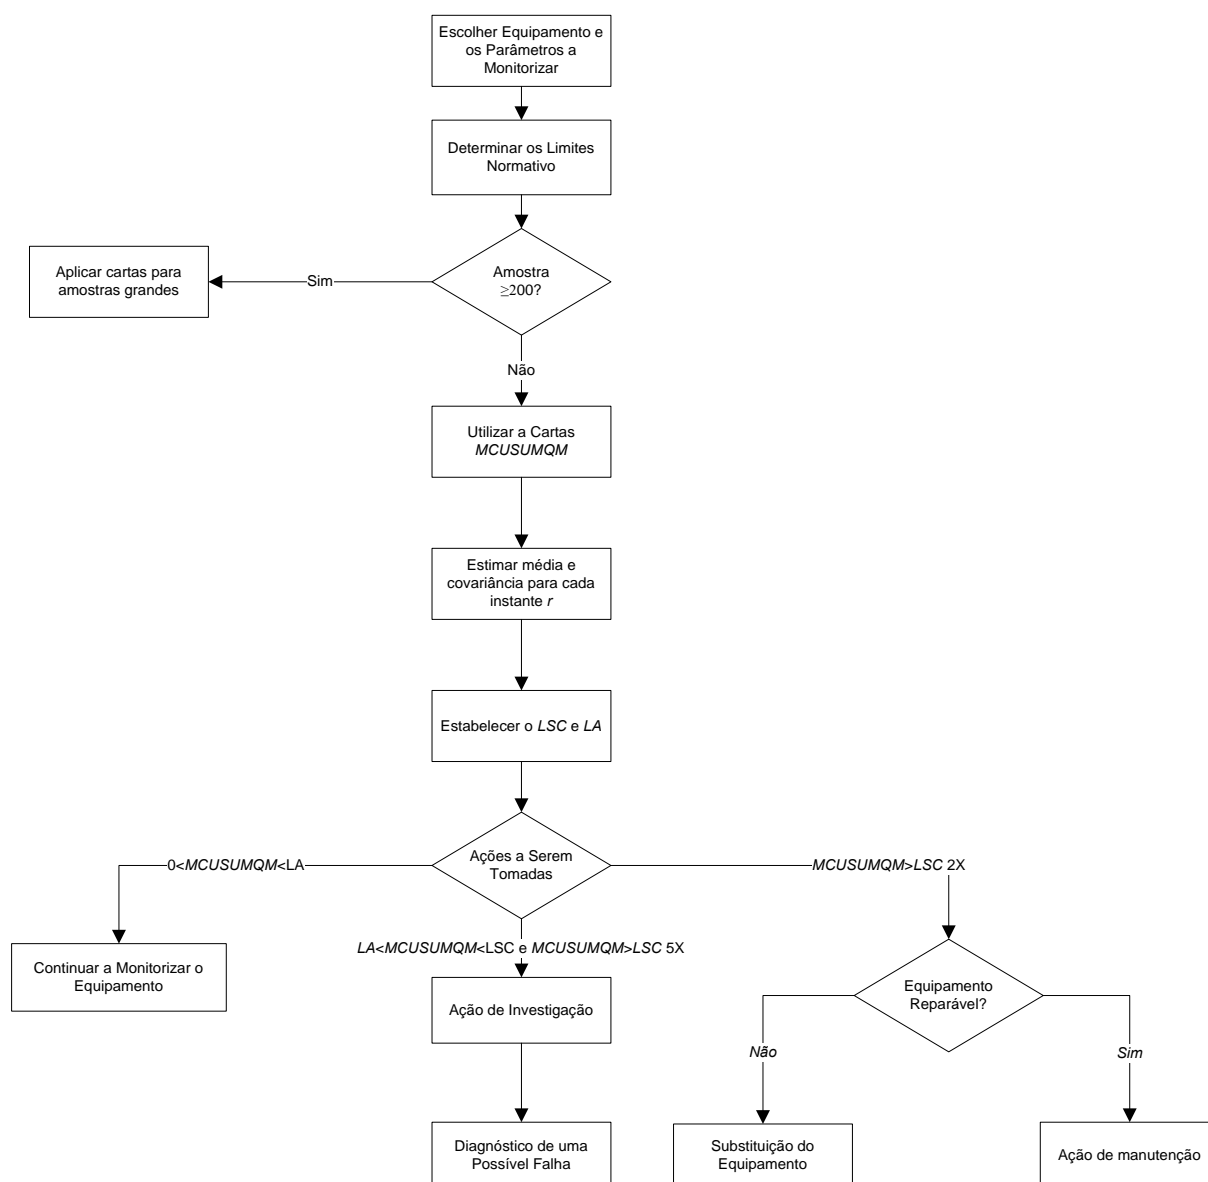 Escolher Equipamento e
os Parâmetros a
Monitorizar
Determinar os Limites
Normativo
Amostra
≥200?
Sim
Aplicar cartas para
amostras grandes
Não
Utilizar a Cartas
MCUSUMQM
Estimar média e
covariância para cada
instante r
Estabelecer o LSC e LA
Ações a Serem
Tomadas
0<MCUSUMQM<LA
MCUSUMQM>LSC 2X
LA<MCUSUMQM<LSC e MCUSUMQM>LSC 5X
Continuar a Monitorizar o
Equipamento
Ação de Investigação
Equipamento
Reparável?
Não
Sim
Diagnóstico de uma
Possível Falha
Substituição do
Equipamento
Ação de manutenção